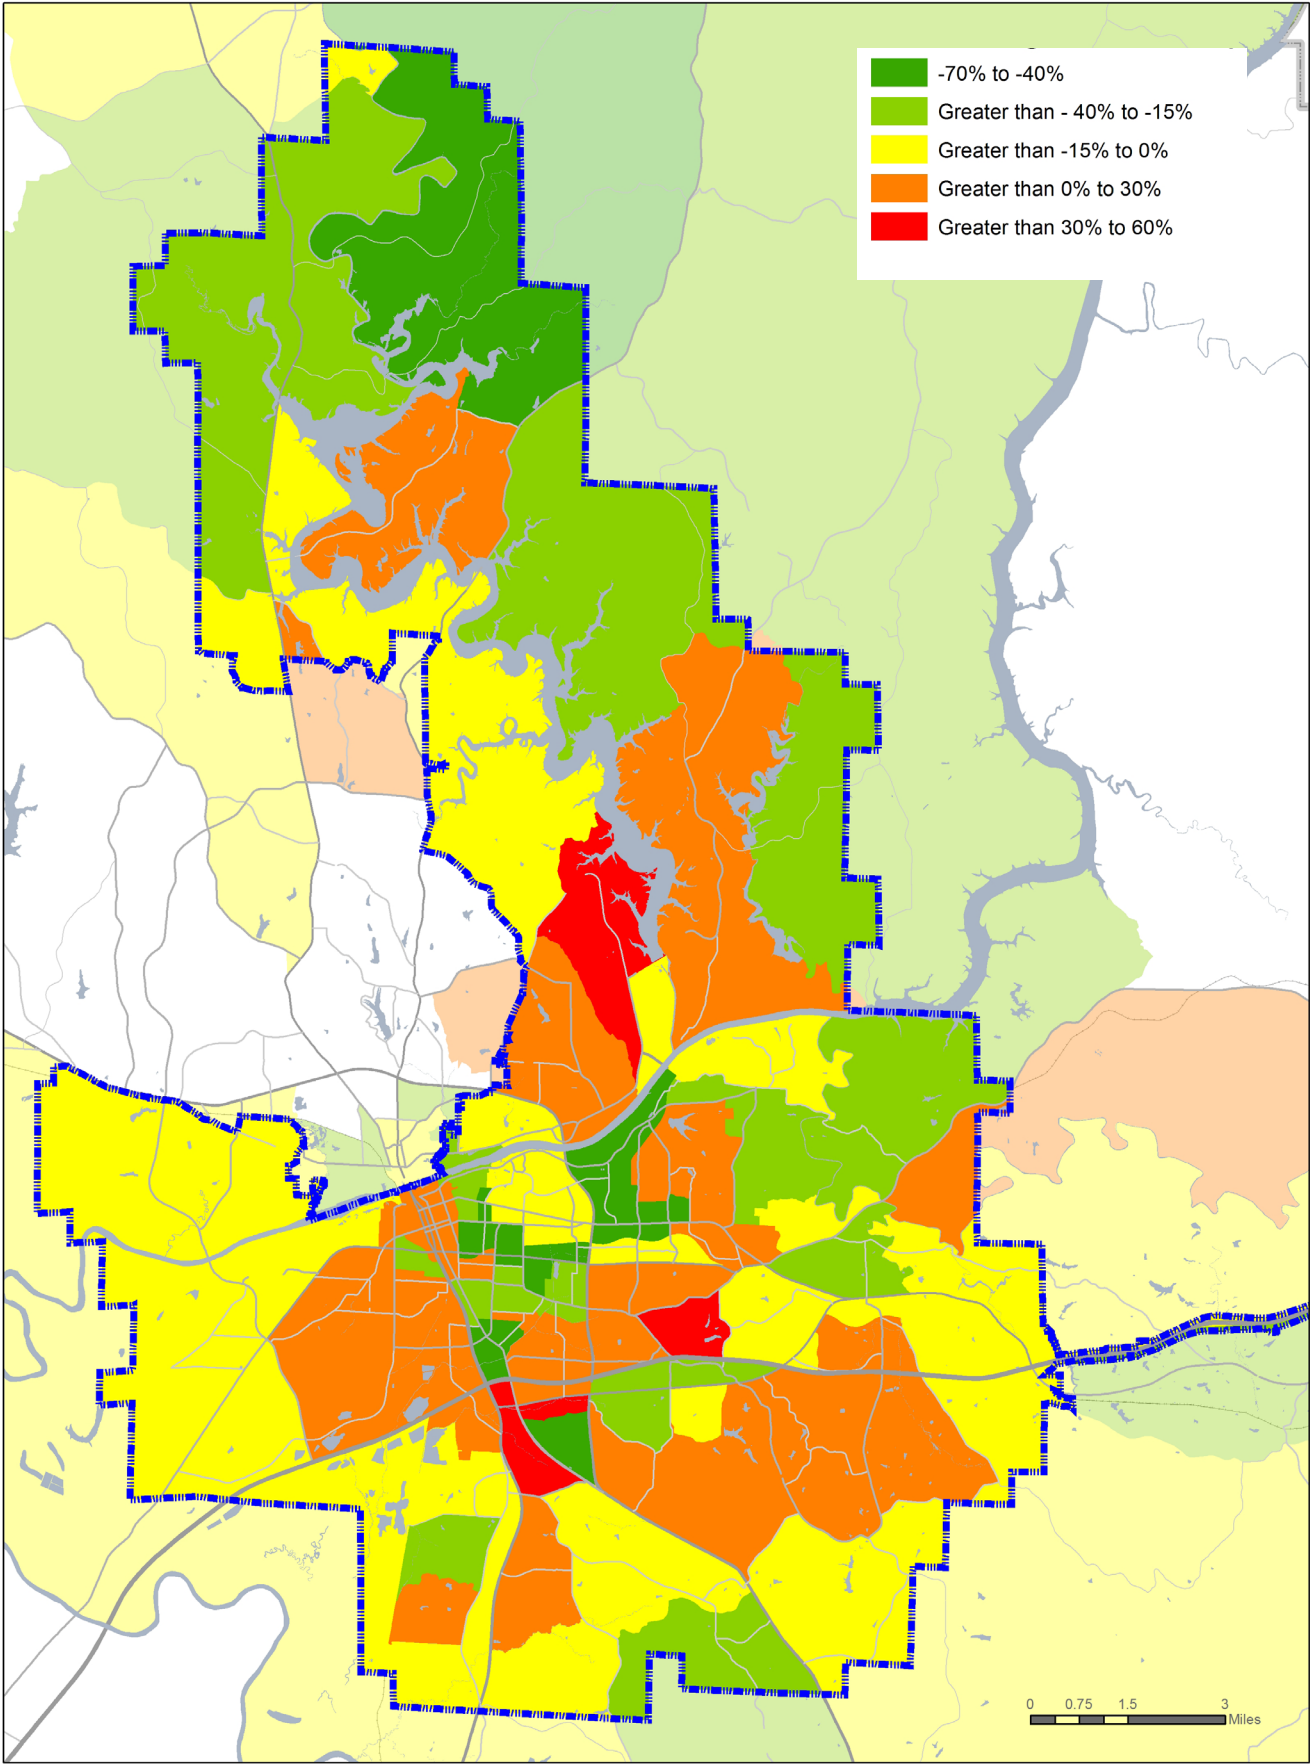 -70% to -40%
Greater than - 40% to -15%
Greater than -15% to 0%
Greater than 0% to 30%
Greater than 30% to 60%
0 0.75 1.5 3
Miles